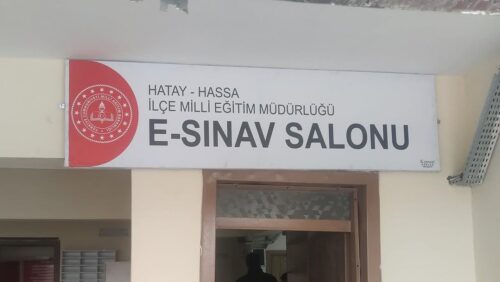 HATAY - HASSA
İLÇE MİLLİ EĞİTİM MÜDÜRLÜĞÜ
E-SINAV SALONU